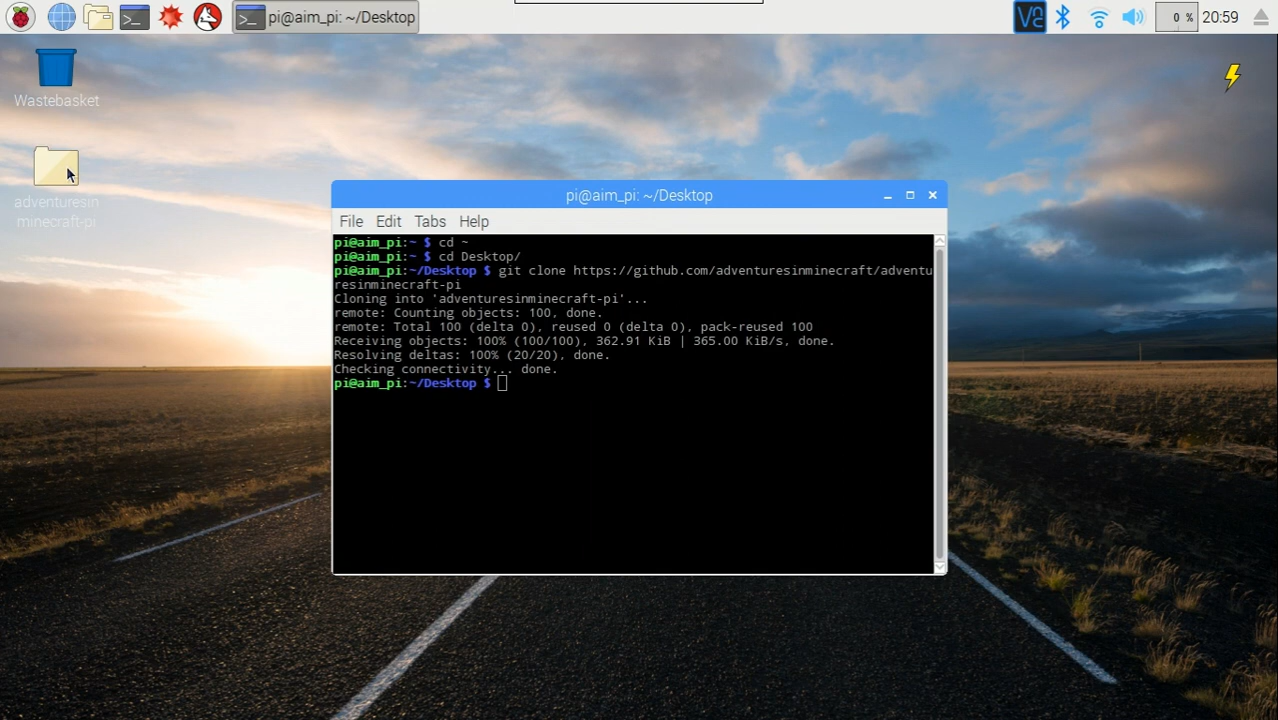 pi@aim_pi: ~/Desktop
0 %
20:59
Wastebasket
adventuresin
minecraft-pi
pi@aim_pi: ~/Desktop
File Edit Tabs Help
pi@aim_pi:~ $ cd ~
pi@aim_pi:~ $ cd Desktop/
pi@aim_pi:~/Desktop $ git clone https://github.com/adventuresinminecraft/adventu
resinminecraft-pi
Cloning into 'adventuresinminecraft-pi'...
remote: Counting objects: 100, done.
remote: Total 100 (delta 0), reused 0 (delta 0), pack-reused 100
Receiving objects: 100% (100/100), 362.91 KiB | 365.00 KiB/s, done.
Resolving deltas: 100% (20/20), done.
Checking connectivity... done.
pi@aim_pi:~/Desktop $